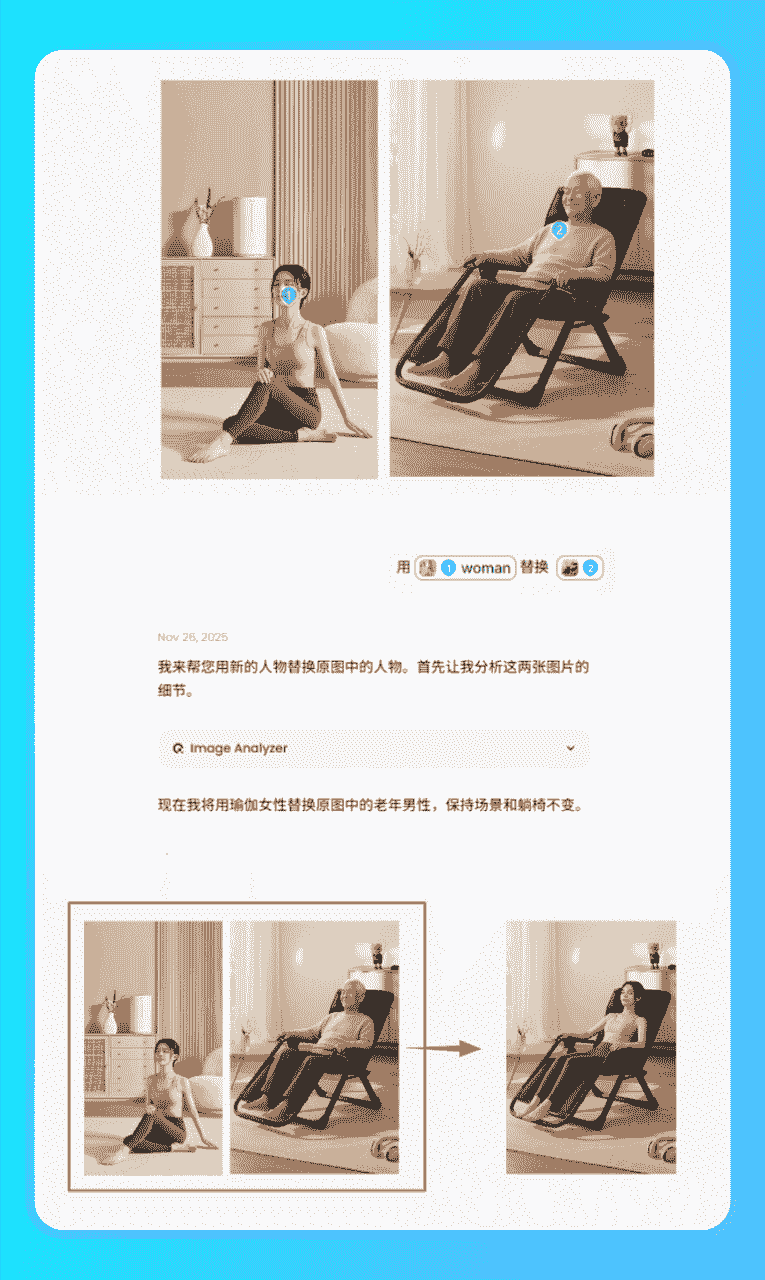 1
2
用 1 woman 替换 2
Nov 26, 2025
我来帮您用新的人物替换原图中的人物。首先让我分析这两张图片的
细节。
Image Analyzer
现在我将用瑜伽女性替换原图中的老年男性，保持场景和躺椅不变。